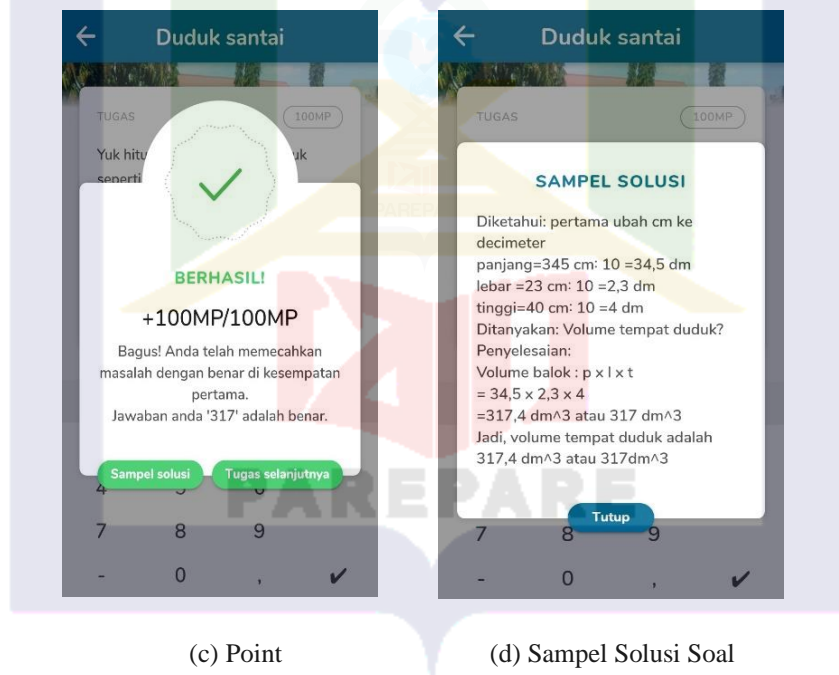 Duduk santai
TUGAS
100MP
Yuk hitu
uk
seperti
BERHASIL!
+100MP/100MP
Bagus! Anda telah memecahkan
masalah dengan benar di kesempatan
pertama.
Jawaban anda '317' adalah benar.
Sampel solusi
Tugas selanjutnya
7 8 9
- 0 , ✔
(c) Point
Duduk santai
TUGAS
100MP
SAMPEL SOLUSI
Diketahui: pertama ubah cm ke
decimeter
panjang=345 cm: 10 =34,5 dm
lebar =23 cm: 10 =2,3 dm
tinggi=40 cm: 10 =4 dm
Ditanyakan: Volume tempat duduk?
Penyelesaian:
Volume balok : p x l x t
= 34,5 x 2,3 x 4
=317,4 dm^3 atau 317 dm^3
Jadi, volume tempat duduk adalah
317,4 dm^3 atau 317dm^3
Tutup
7 8 9
- 0 , ✔
(d) Sampel Solusi Soal
PAREPARE